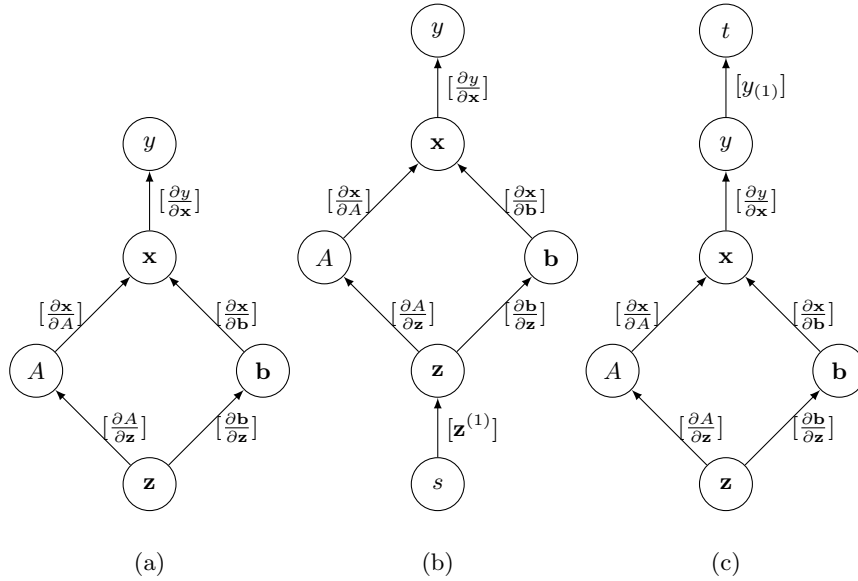 y
[∂y/∂x]
x
[∂x/∂A] [∂x/∂b]
A b
[∂A/∂z] [∂b/∂z]
z
(a)
y
[∂y/∂x]
x
[∂x/∂A] [∂x/∂b]
A b
[∂A/∂z] [∂b/∂z]
z
[z^(1)]
s
(b)
t
[y_(1)]
y
[∂y/∂x]
x
[∂x/∂A] [∂x/∂b]
A b
[∂A/∂z] [∂b/∂z]
z
(c)